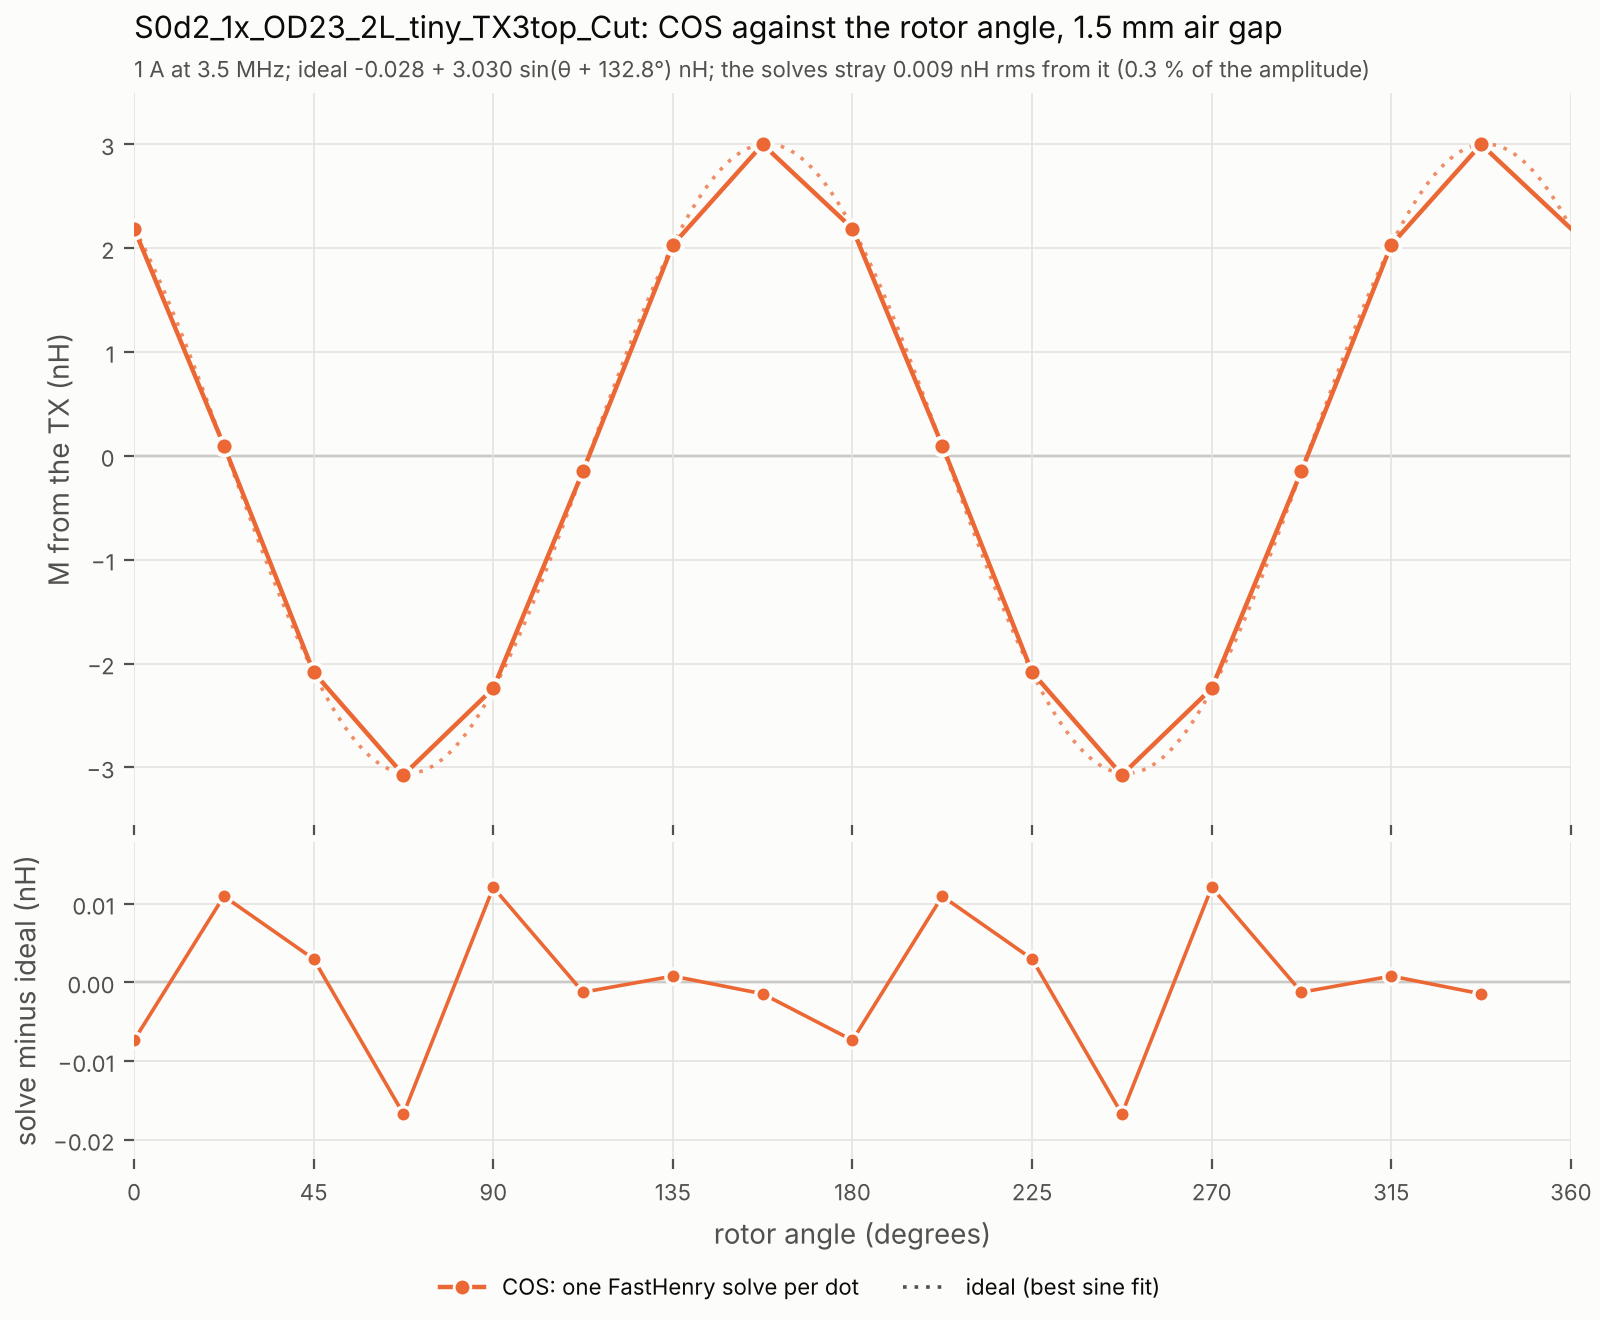 S0d2_1x_OD23_2L_tiny_TX3top_Cut: COS against the rotor angle, 1.5 mm air gap
1 A at 3.5 MHz; ideal -0.028 + 3.030 sin(θ + 132.8°) nH; the solves stray 0.009 nH rms from it (0.3 % of the amplitude)
M from the TX (nH)
3
2
1
0
−1
−2
−3
solve minus ideal (nH)
0.01
0.00
−0.01
−0.02
0 45 90 135 180 225 270 315 360
rotor angle (degrees)
COS: one FastHenry solve per dot ideal (best sine fit)